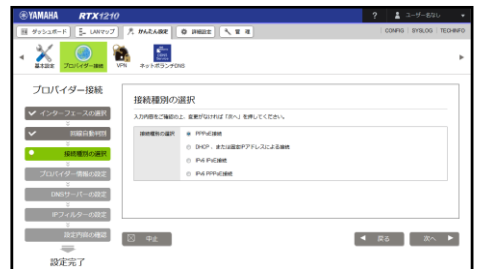 YAMAHA RTX1210
? ユーザー名なし
ダッシュボード LANマップ かんたん設定 詳細設定 管理 CONFIG SYSLOG TECHINFO
基本設定 プロバイダー接続 VPN ネットボランチDNS
プロバイダー接続
インターフェースの選択
回線自動判別
接続種別の選択
プロバイダー情報の設定
DNSサーバーの設定
IPフィルターの設定
設定内容の確認
設定完了
接続種別の選択
入力内容をご確認の上、変更がなければ「次へ」を押してください。
接続種別の選択 PPPoE接続
DHCP、または固定IPアドレスによる接続
IPv6 IPoE接続
IPv6 PPPoE接続
中止 戻る 次へ